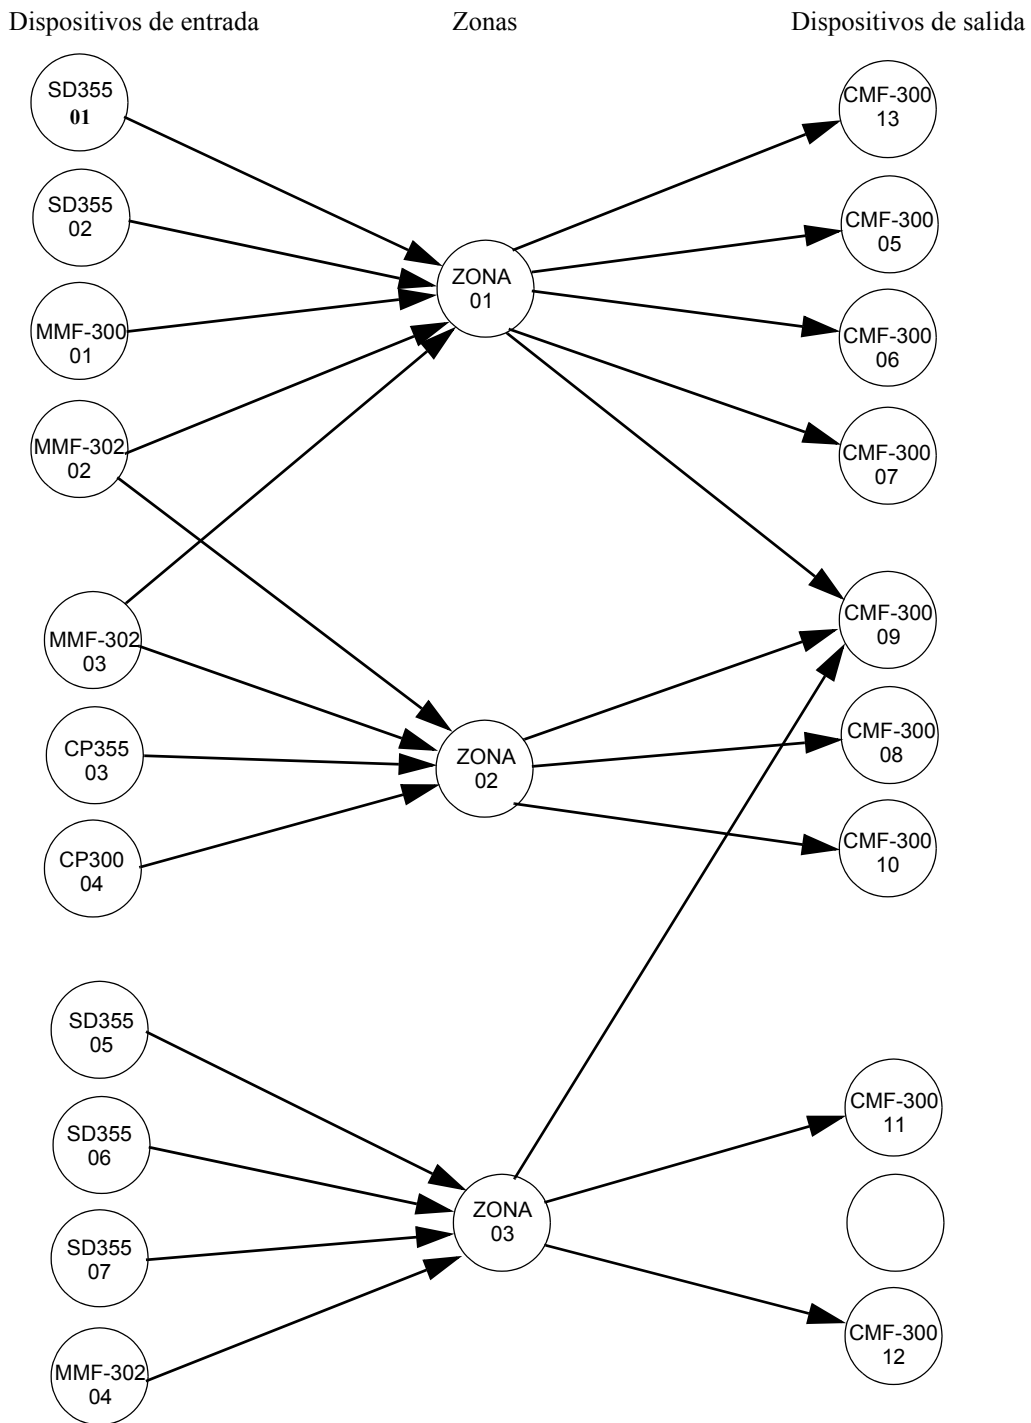 Dispositivos de entrada
Zonas
Dispositivos de salida
SD355
01
SD355
02
MMF-300
01
MMF-302
02
MMF-302
03
CP355
03
CP300
04
SD355
05
SD355
06
SD355
07
MMF-302
04
ZONA
01
ZONA
02
ZONA
03
CMF-300
13
CMF-300
05
CMF-300
06
CMF-300
07
CMF-300
09
CMF-300
08
CMF-300
10
CMF-300
11
CMF-300
12